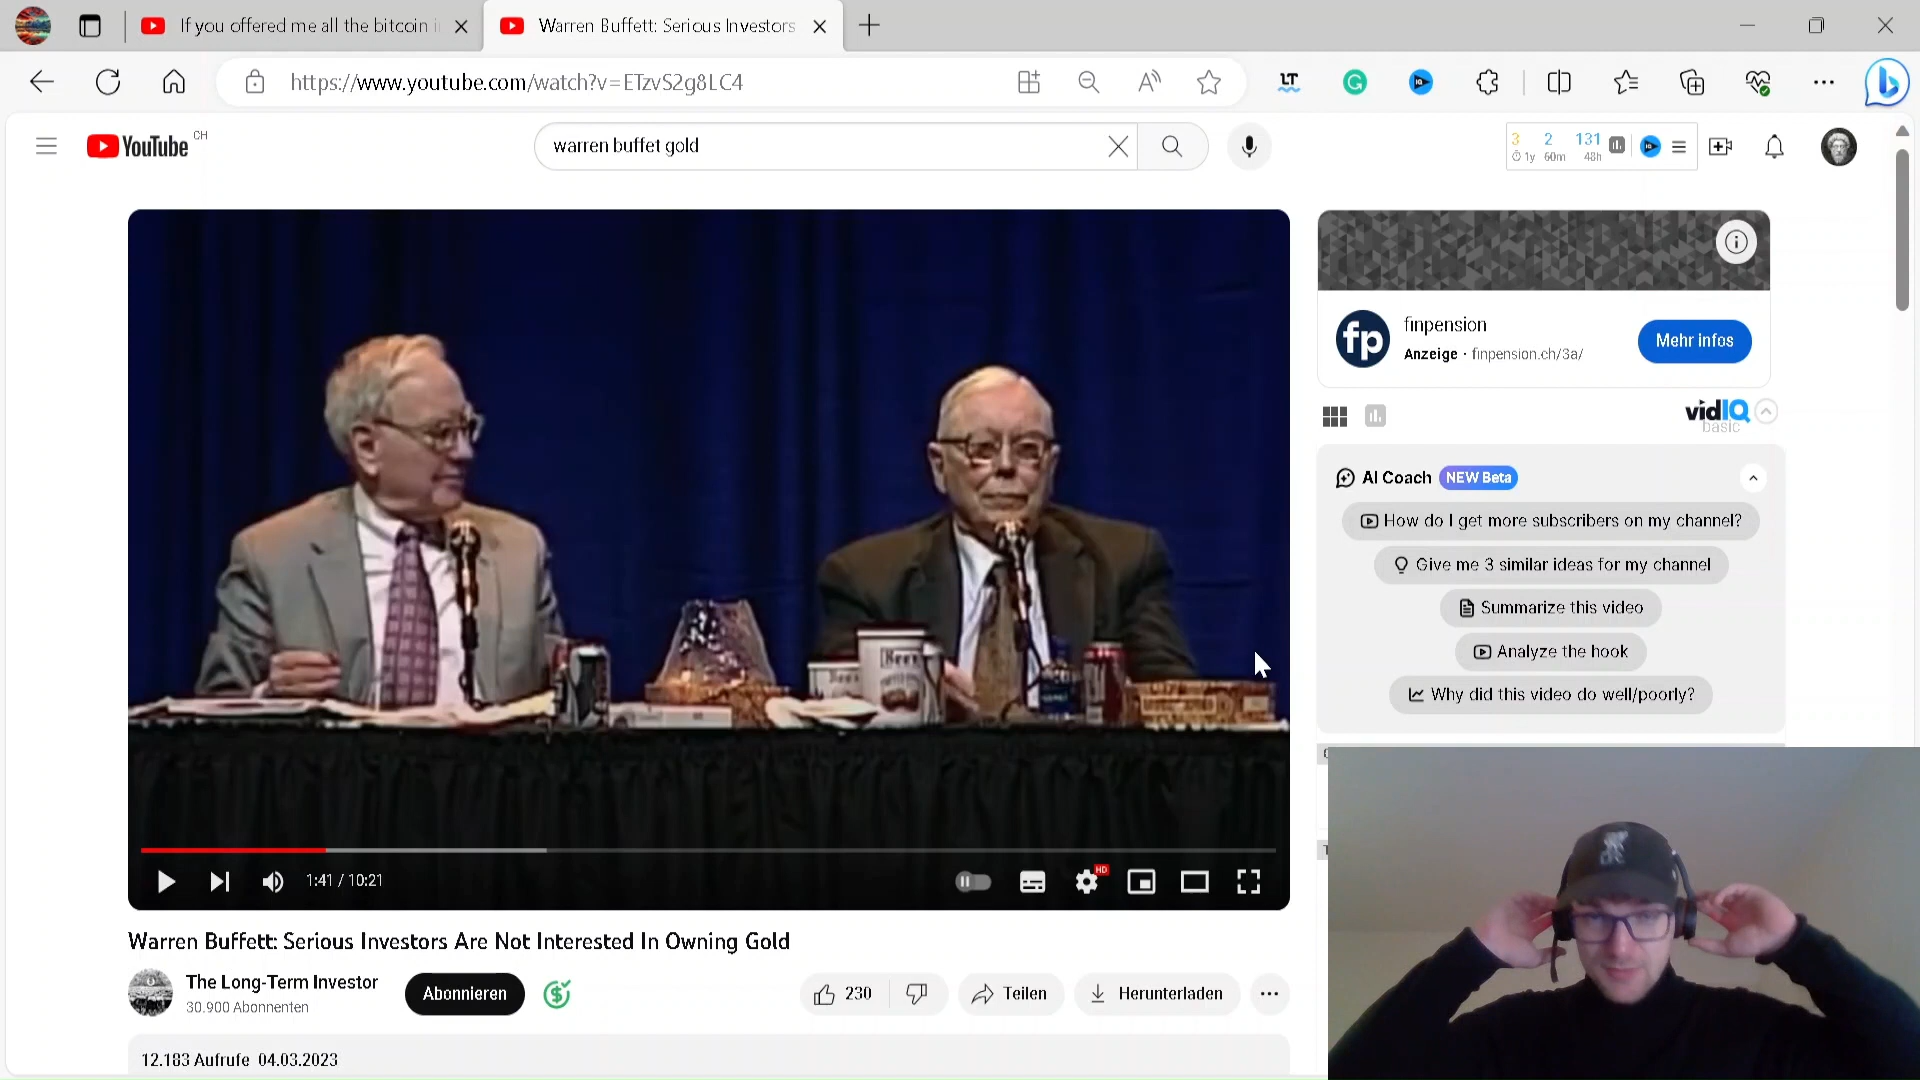 If you offered me all the bitcoin i
Warren Buffett: Serious Investors
https://www.youtube.com/watch?v=ETzvS2g8LC4
YouTube CH
warren buffet gold
3 2 131
1y 60m 48h
fp
finpension
Anzeige · finpension.ch/3a/
Mehr infos
vidIQ
basic
AI Coach NEW Beta
How do I get more subscribers on my channel?
Give me 3 similar ideas for my channel
Summarize this video
Analyze the hook
Why did this video do well/poorly?
1:41 / 10:21
HD
Warren Buffett: Serious Investors Are Not Interested In Owning Gold
The Long-Term Investor
30.900 Abonnenten
Abonnieren
230
Teilen
Herunterladen
12.183 Aufrufe 04.03.2023